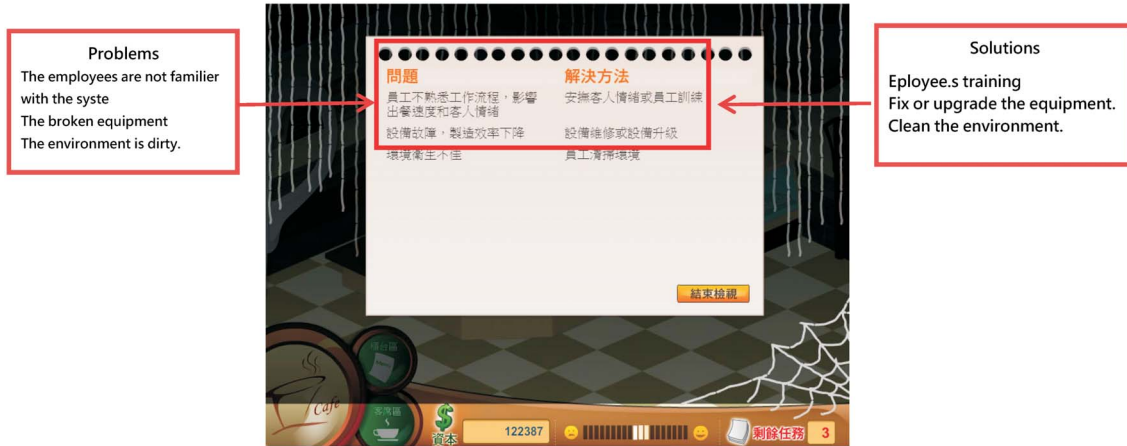 Problems
The employees are not familier
with the syste
The broken equipment
The environment is dirty.
問題
解決方法
員工不熟悉工作流程，影響
出餐速度和客人情緒
安撫客人情緒或員工訓練
設備故障，製造效率下降
設備維修或設備升級
環境衛生不佳
員工清掃環境
結束檢視
Solutions
Eployee.s training
Fix or upgrade the equipment.
Clean the environment.
Cafe
客席區
資本
122387
剩餘任務
3